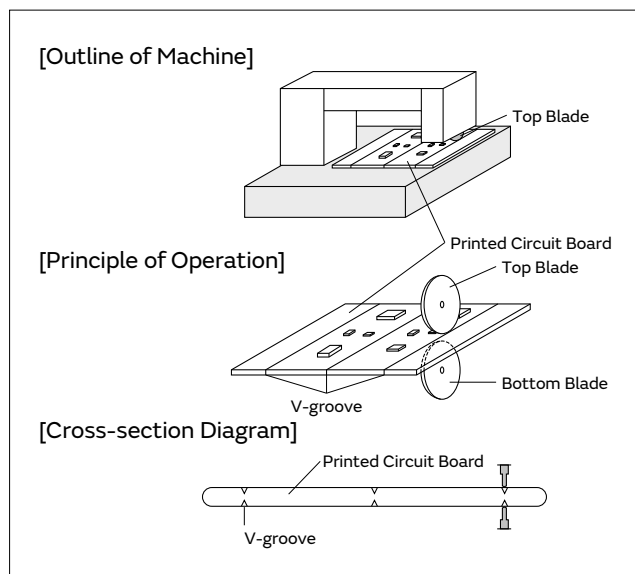 [Outline of Machine]
Top Blade
Printed Circuit Board
[Principle of Operation]
Top Blade
Bottom Blade
V-groove
[Cross-section Diagram]
Printed Circuit Board
V-groove